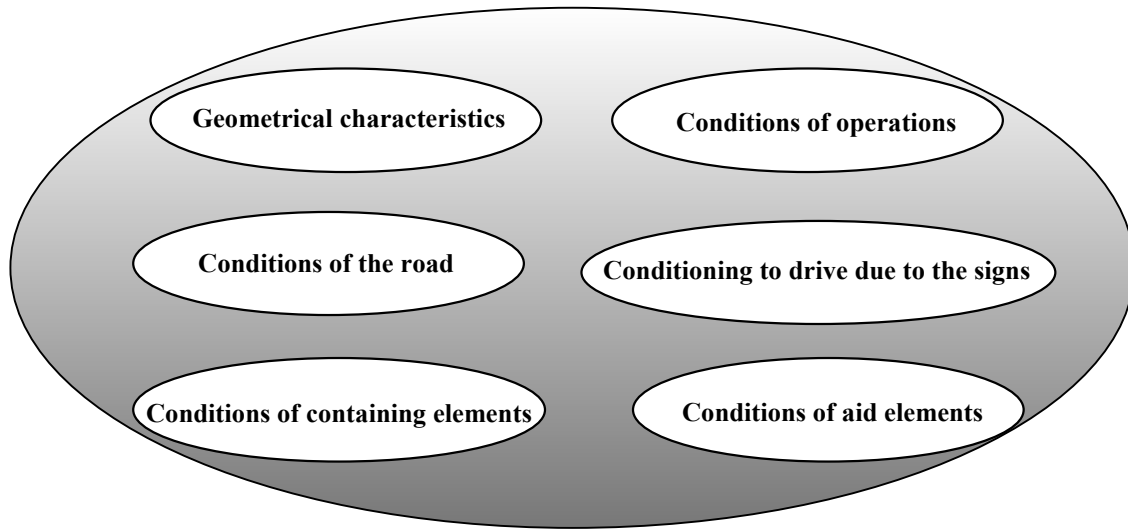 Geometrical characteristics
Conditions of operations
Conditions of the road
Conditioning to drive due to the signs
Conditions of containing elements
Conditions of aid elements